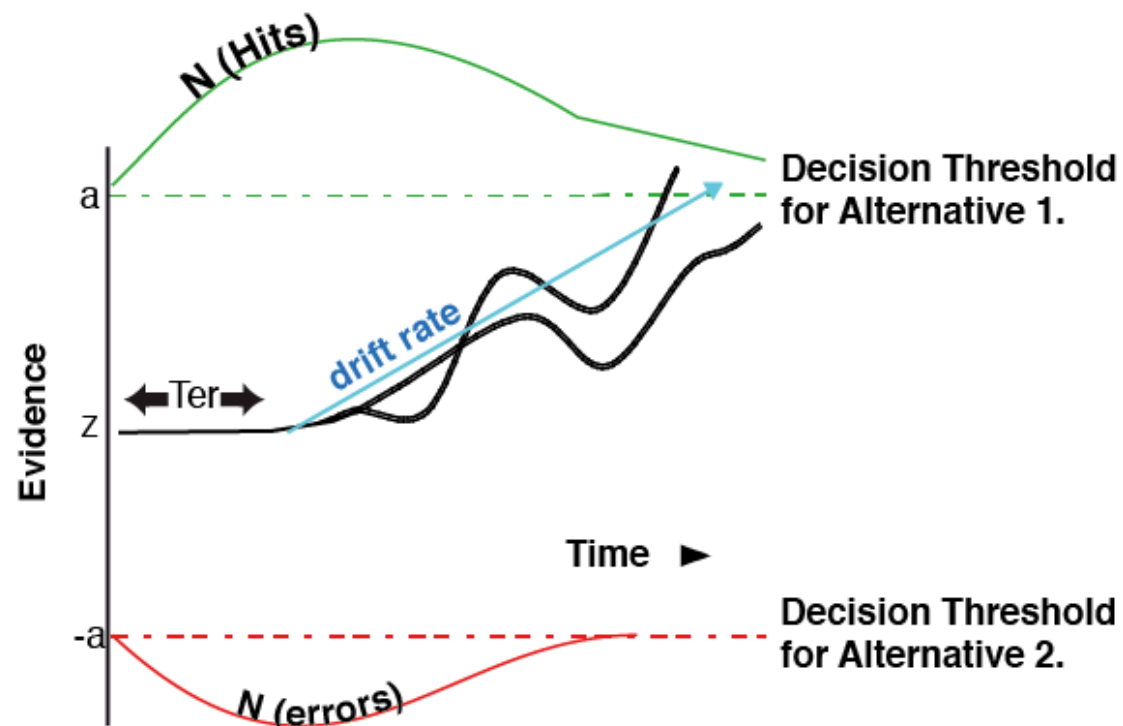 N (Hits)
a
Decision Threshold
for Alternative 1.
drift rate
Ter
z
Evidence
Time ►
Decision Threshold
for Alternative 2.
-a
N (errors)